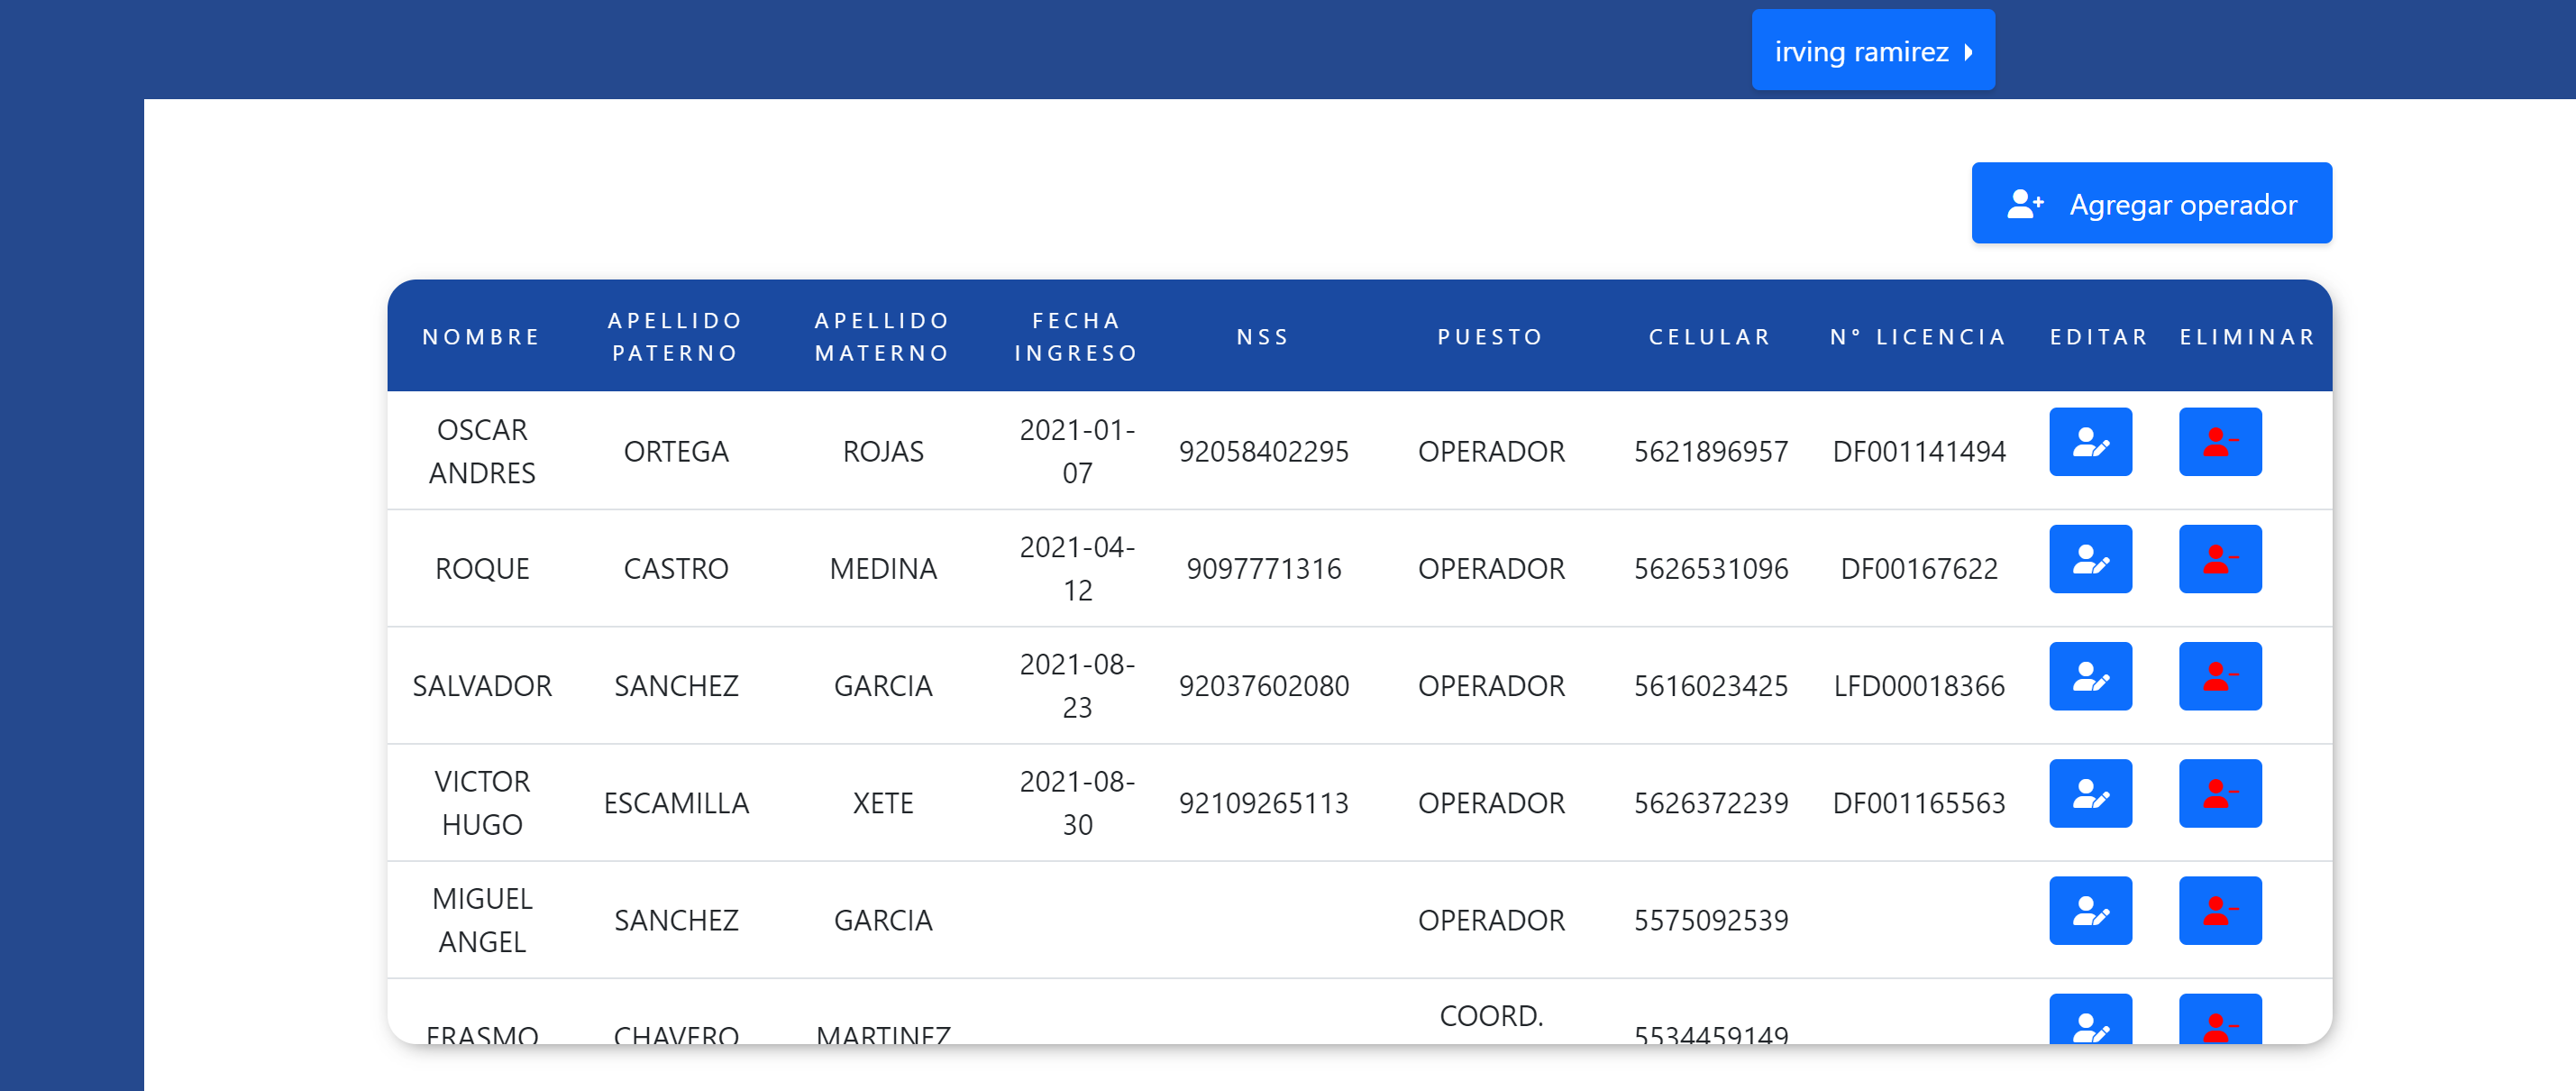 irving ramirez
Agregar operador
NOMBRE APELLIDO PATERNO APELLIDO MATERNO FECHA INGRESO NSS PUESTO CELULAR N° LICENCIA EDITAR ELIMINAR
OSCAR ANDRES ORTEGA ROJAS 2021-01-07 92058402295 OPERADOR 5621896957 DF001141494
ROQUE CASTRO MEDINA 2021-04-12 9097771316 OPERADOR 5626531096 DF00167622
SALVADOR SANCHEZ GARCIA 2021-08-23 92037602080 OPERADOR 5616023425 LFD00018366
VICTOR HUGO ESCAMILLA XETE 2021-08-30 92109265113 OPERADOR 5626372239 DF001165563
MIGUEL ANGEL SANCHEZ GARCIA OPERADOR 5575092539
ERASMO CHAVERO MARTINEZ COORD. 5534459149